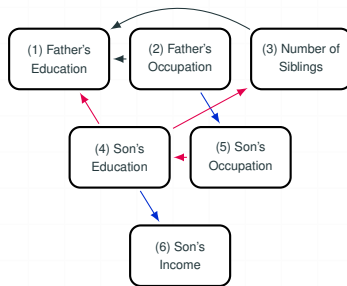 (1) Father's
Education
(2) Father's
Occupation
(3) Number of
Siblings
(4) Son's
Education
(5) Son's
Occupation
(6) Son's
Income